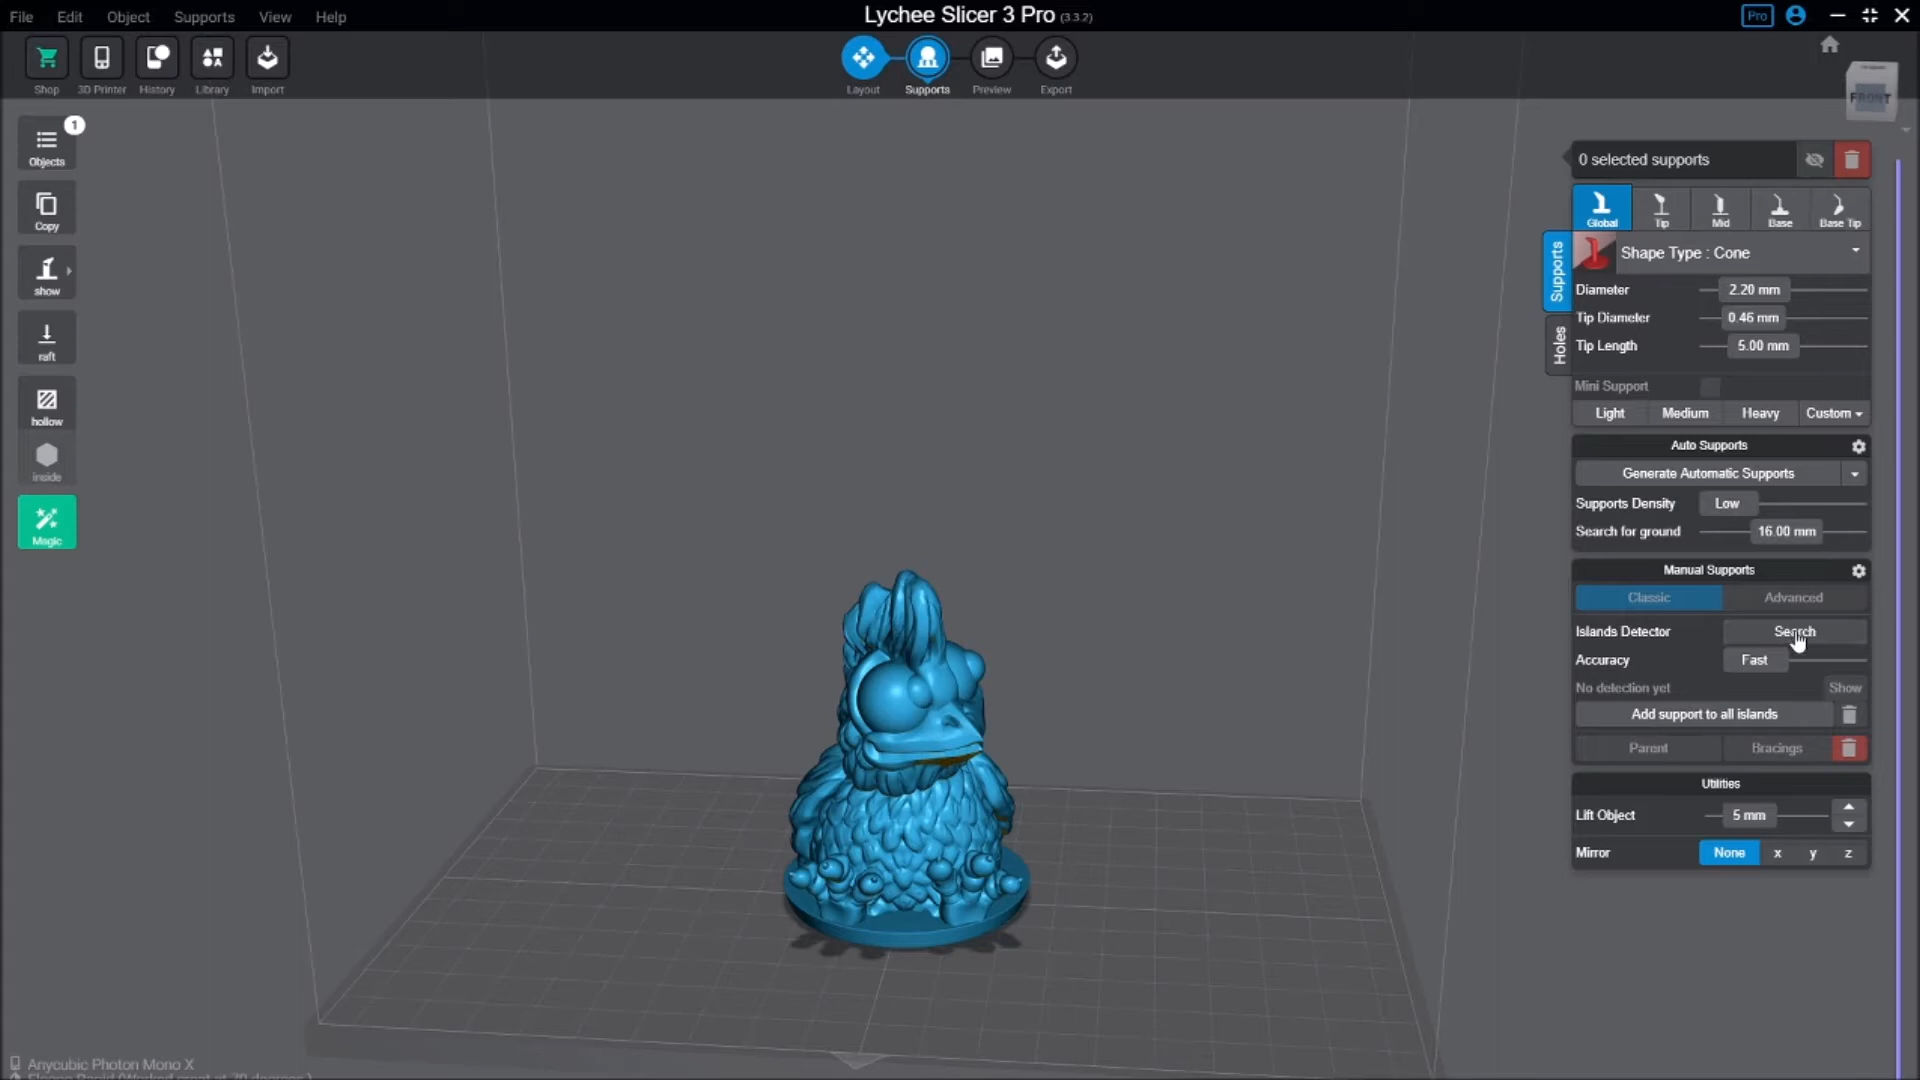 File Edit Object Supports View Help
Lychee Slicer 3 Pro (3.3.2)
Pro
Shop 3D Printer History Library Import
Layout Supports Preview Export
FRONT
1
Objects
Copy
show
raft
hollow
inside
Magic
0 selected supports
Global Tip Mid Base Base Tip
Supports
Holes
Shape Type : Cone
Diameter 2.20 mm
Tip Diameter 0.46 mm
Tip Length 5.00 mm
Mini Support
Light Medium Heavy Custom
Auto Supports
Generate Automatic Supports
Supports Density Low
Search for ground 16.00 mm
Manual Supports
Classic Advanced
Islands Detector Search
Accuracy Fast
No detection yet Show
Add support to all islands
Parent Bracings
Utilities
Lift Object 5 mm
Mirror None x y z
Anycubic Photon Mono X